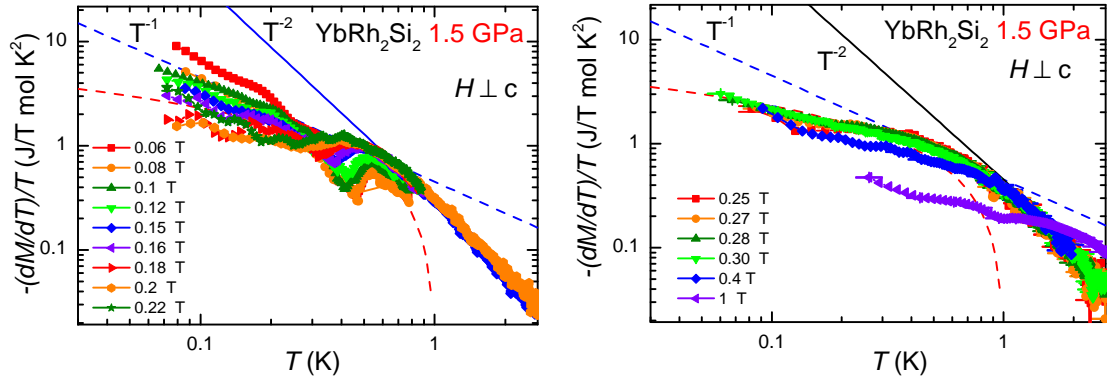 T⁻¹ T⁻² YbRh₂Si₂ 1.5 GPa
H ⊥ c
10
1
0.1
-(dM/dT)/T (J/T mol K²)
0.06 T
0.08 T
0.1 T
0.12 T
0.15 T
0.16 T
0.18 T
0.2 T
0.22 T
0.1 1
T (K)
T⁻¹ YbRh₂Si₂ 1.5 GPa
T⁻²
H ⊥ c
10
1
0.1
-(dM/dT)/T (J/T mol K²)
0.25 T
0.27 T
0.28 T
0.30 T
0.4 T
1 T
0.1 1
T (K)